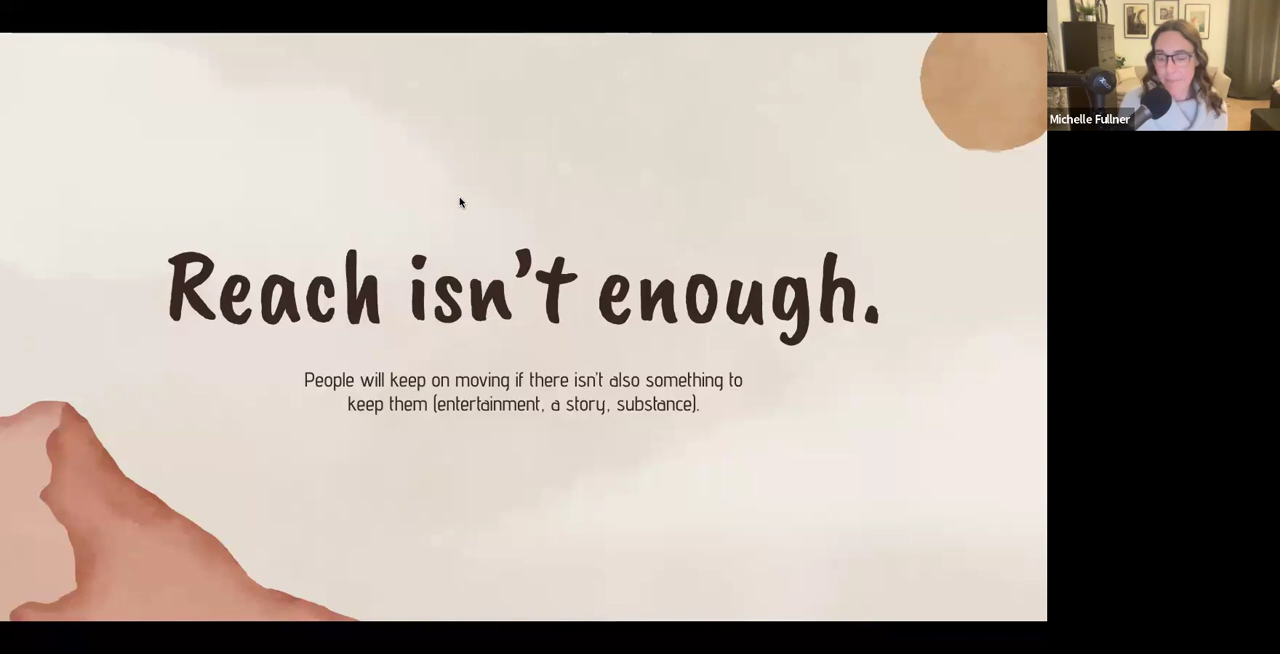 Reach isn't enough.
People will keep on moving if there isn't also something to
keep them (entertainment, a story, substance).
Michelle Fullner